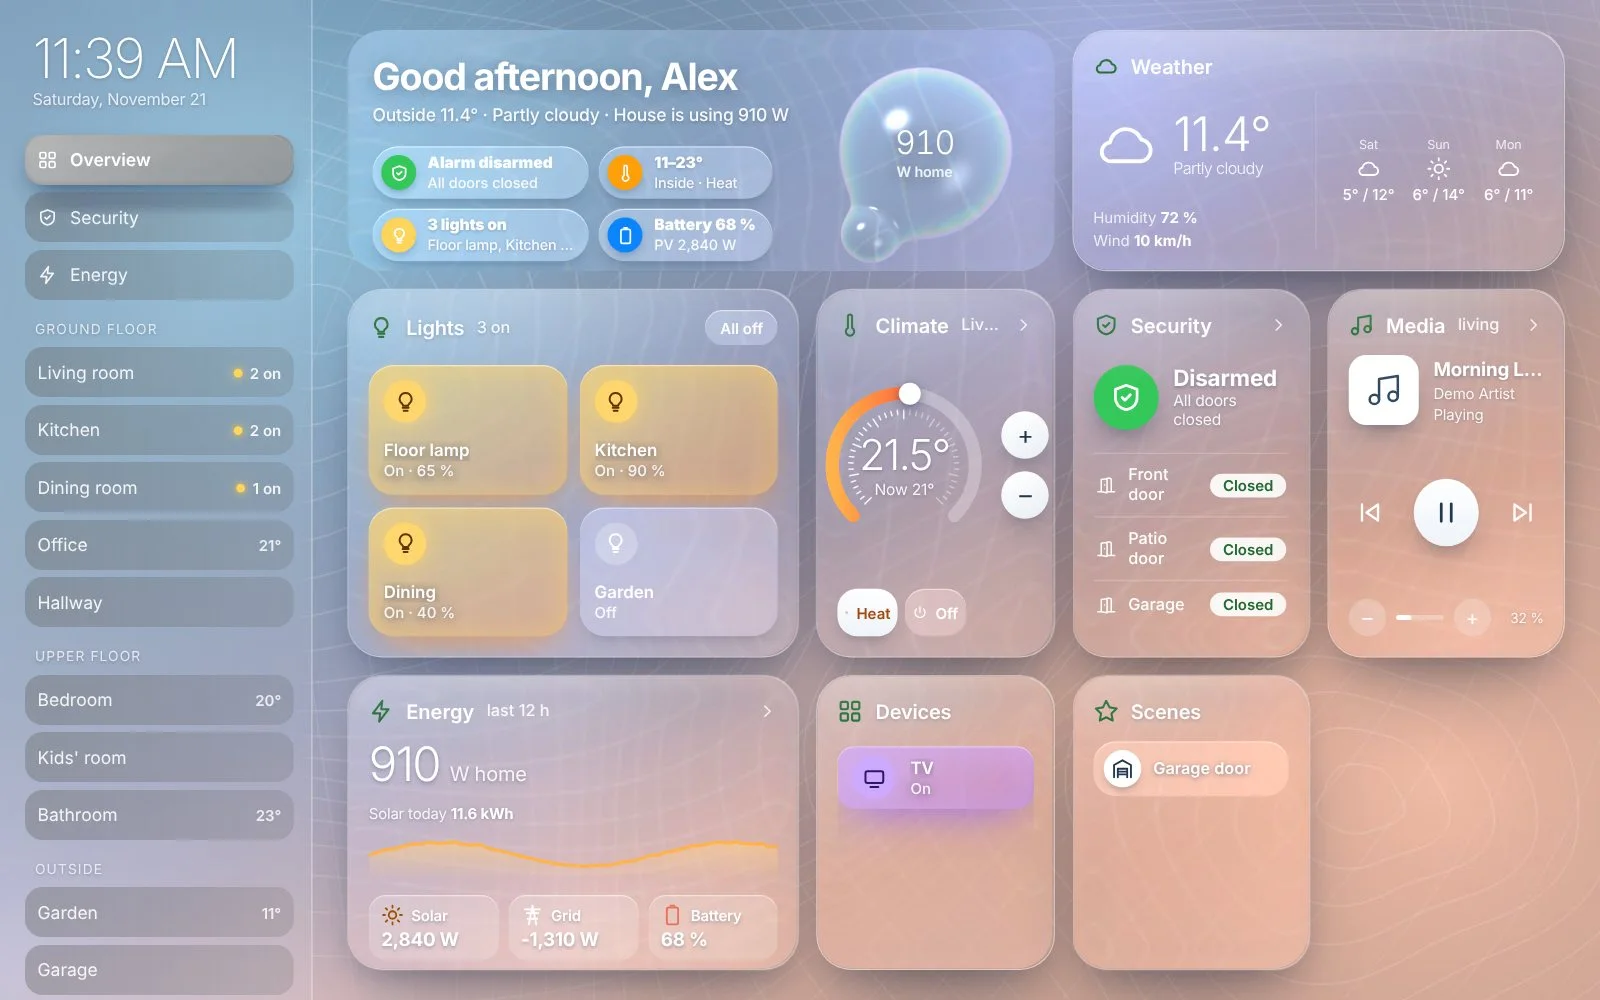 11:39 AM
Saturday, November 21
Overview
Security
Energy
GROUND FLOOR
Living room 2 on
Kitchen 2 on
Dining room 1 on
Office 21°
Hallway
UPPER FLOOR
Bedroom 20°
Kids' room
Bathroom 23°
OUTSIDE
Garden 11°
Garage
Good afternoon, Alex
Outside 11.4° · Partly cloudy · House is using 910 W
Alarm disarmed
All doors closed
11–23°
Inside · Heat
3 lights on
Floor lamp, Kitchen ...
Battery 68 %
PV 2,840 W
910
W home
Weather
11.4°
Partly cloudy
Humidity 72 %
Wind 10 km/h
Sat Sun Mon
5° / 12° 6° / 14° 6° / 11°
Lights 3 on All off
Floor lamp
On · 65 %
Kitchen
On · 90 %
Dining
On · 40 %
Garden
Off
Climate Liv...
21.5°
Now 21°
+
−
Heat Off
Security
Disarmed
All doors
closed
Front
door
Closed
Patio
door
Closed
Garage Closed
Media living
Morning L...
Demo Artist
Playing
− + 32 %
Energy last 12 h
910 W home
Solar today 11.6 kWh
Solar
2,840 W
Grid
-1,310 W
Battery
68 %
Devices
TV
On
Scenes
Garage door